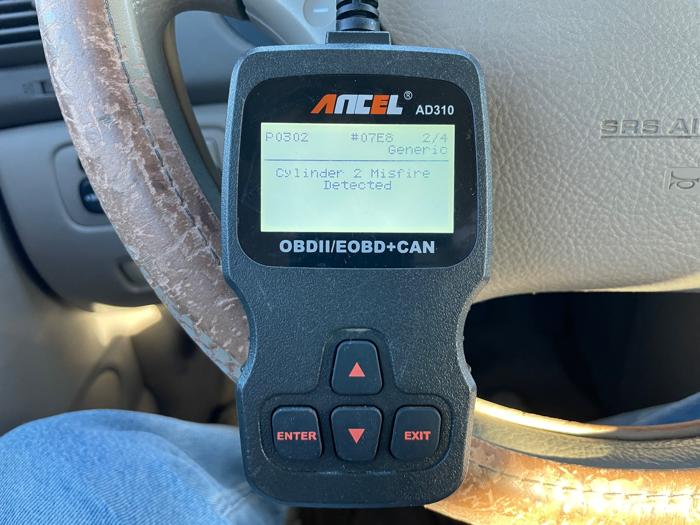 ANCEL®
AD310
P0302 #07E8 2/4
Generic
Cylinder 2 Misfire
Detected
OBDII/EOBD+CAN
ENTER
EXIT
SRS AI